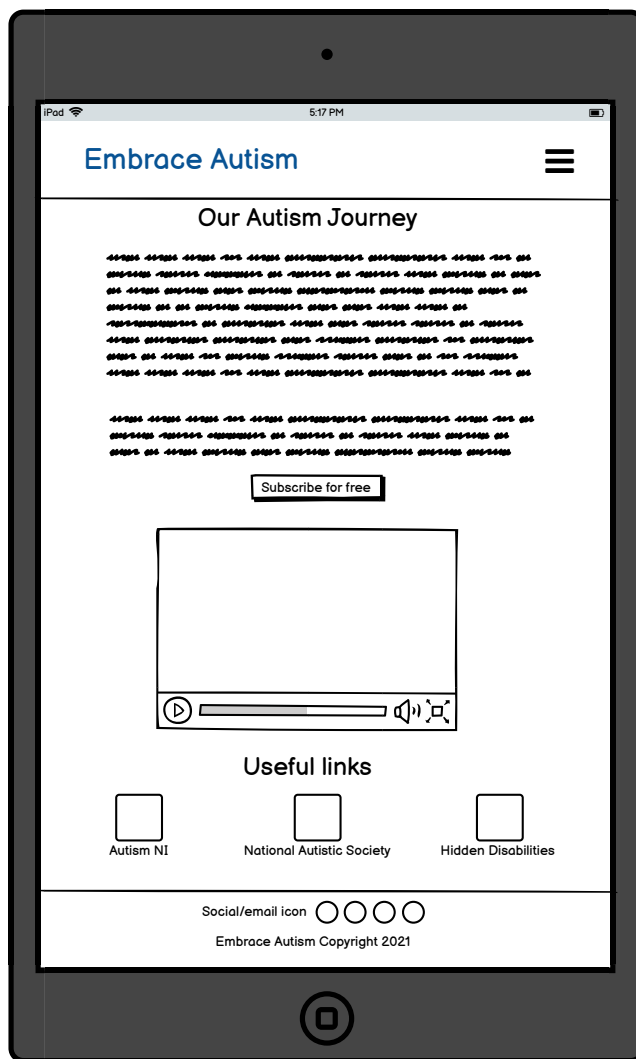 iPad 5:17 PM
Embrace Autism
Our Autism Journey
Subscribe for free
Useful links
Autism NI National Autistic Society Hidden Disabilities
Social/email icon
Embrace Autism Copyright 2021